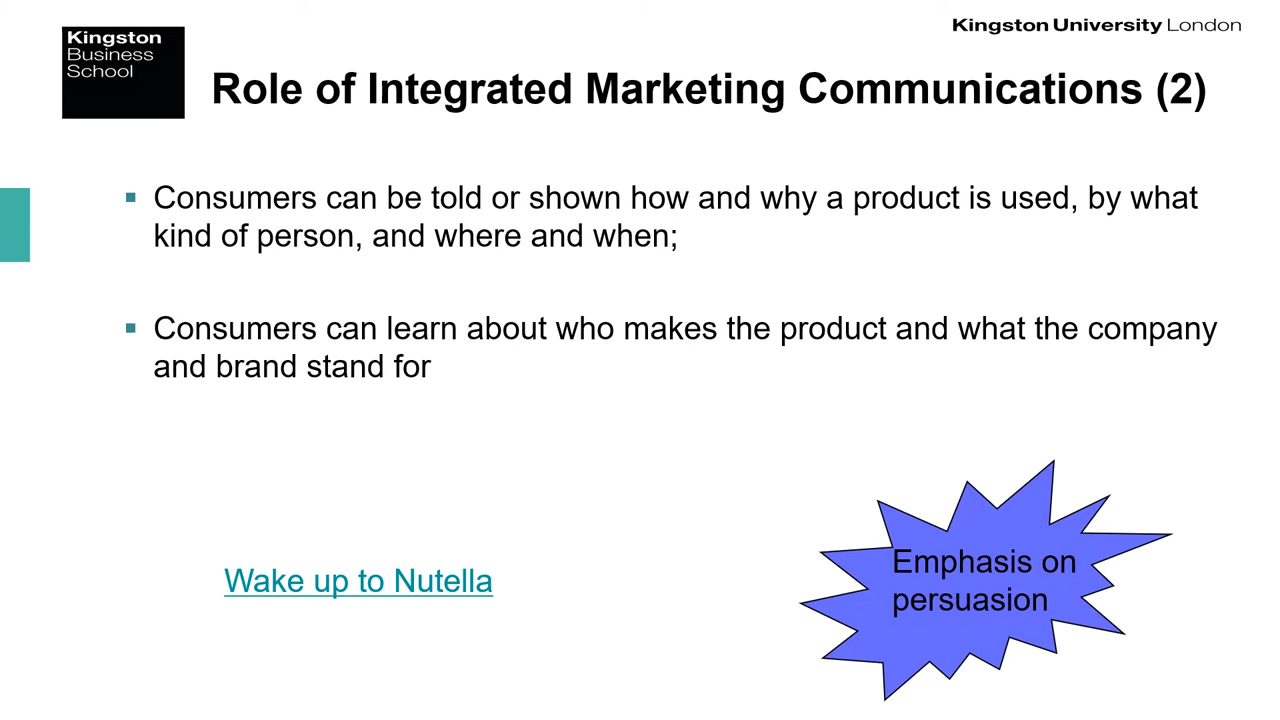 Kingston University London
Kingston
Business
School
Role of Integrated Marketing Communications (2)
Consumers can be told or shown how and why a product is used, by what
kind of person, and where and when;
Consumers can learn about who makes the product and what the company
and brand stand for
Wake up to Nutella
Emphasis on
persuasion